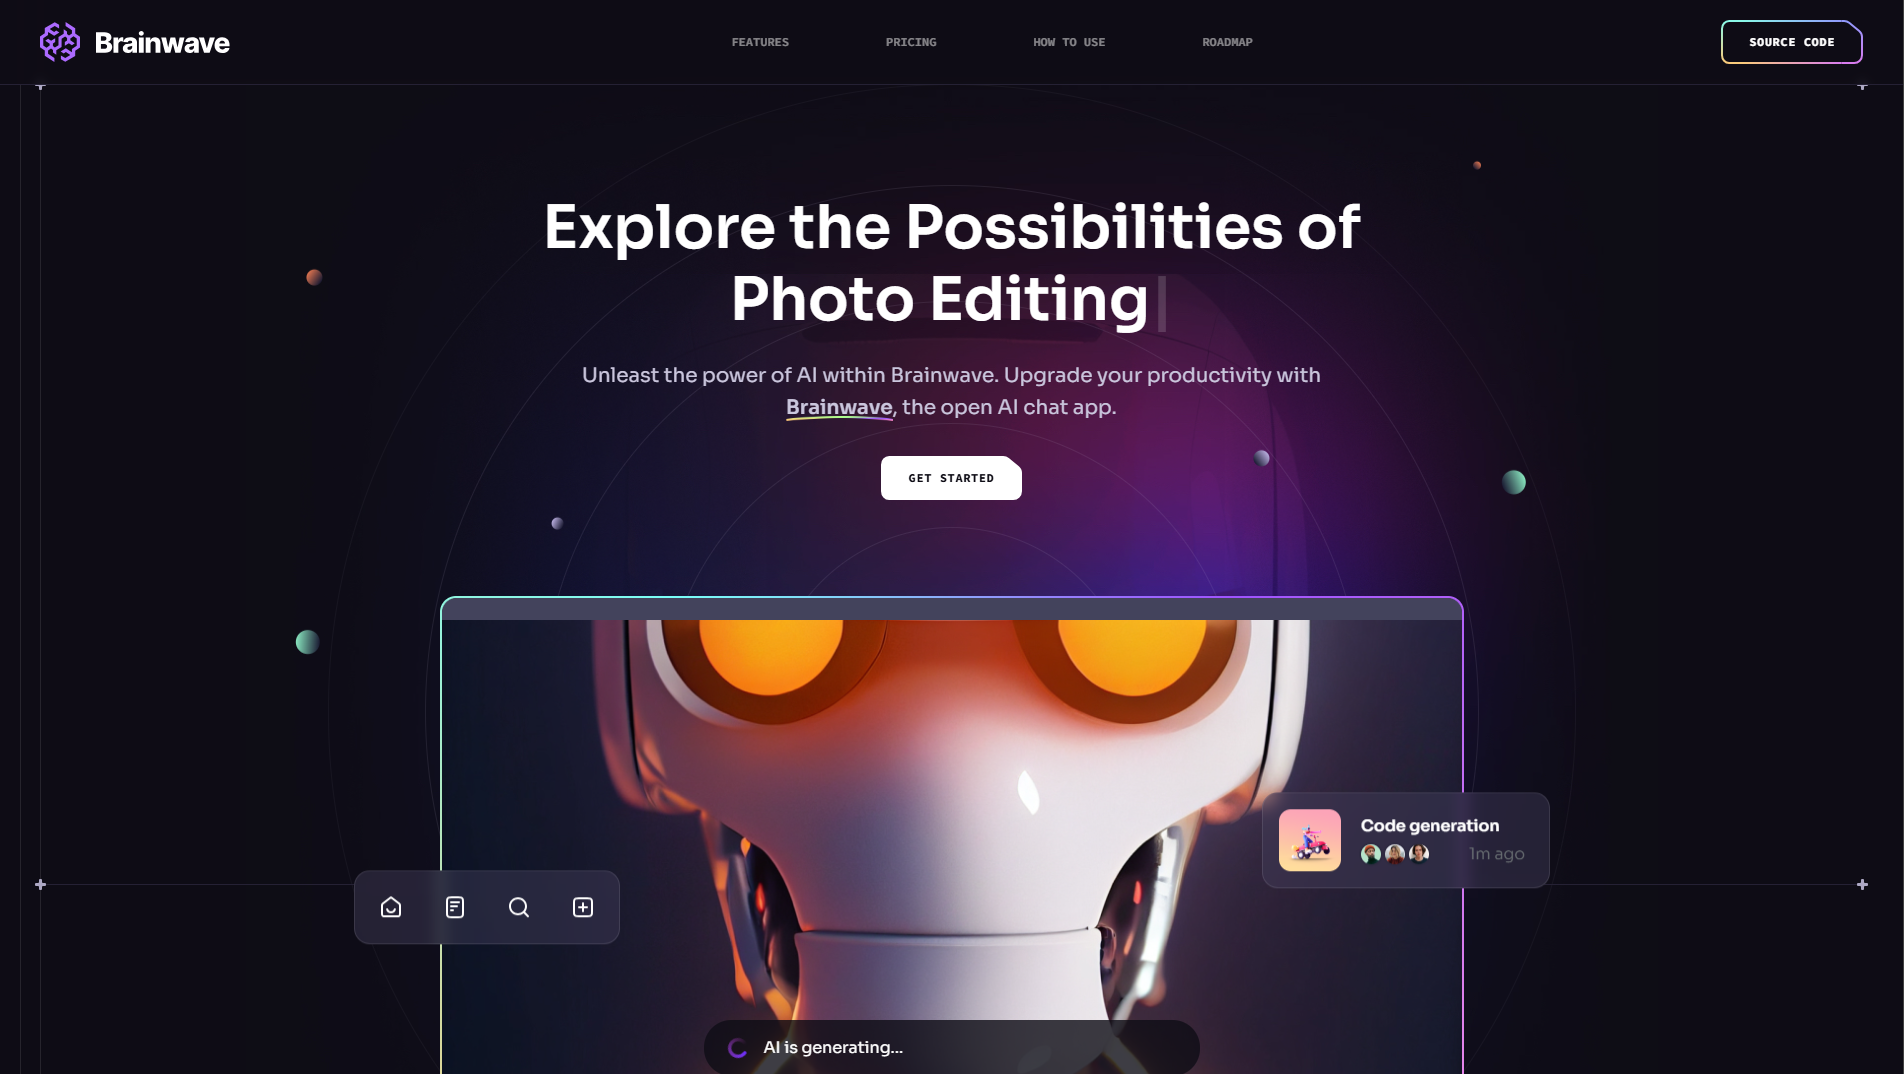 Brainwave
FEATURES
PRICING
HOW TO USE
ROADMAP
SOURCE CODE
Explore the Possibilities of
Photo Editing
Unleast the power of AI within Brainwave. Upgrade your productivity with
Brainwave, the open AI chat app.
GET STARTED
Code generation
1m ago
AI is generating...